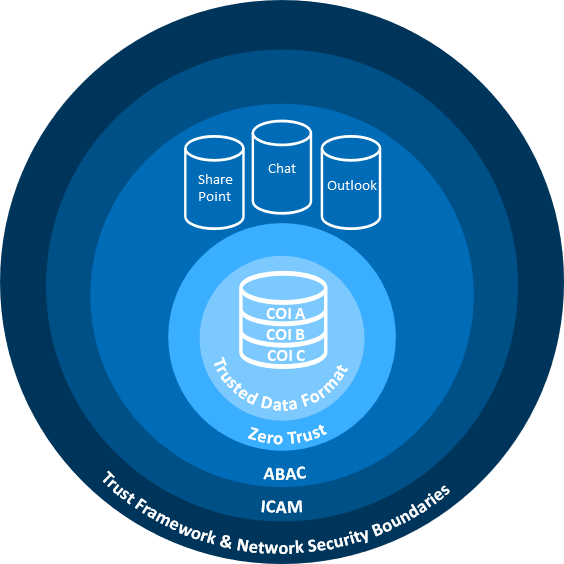 Share
Point
Chat
Outlook
COI A
COI B
COI C
Trusted Data Format
Zero Trust
ABAC
ICAM
Trust Framework & Network Security Boundaries